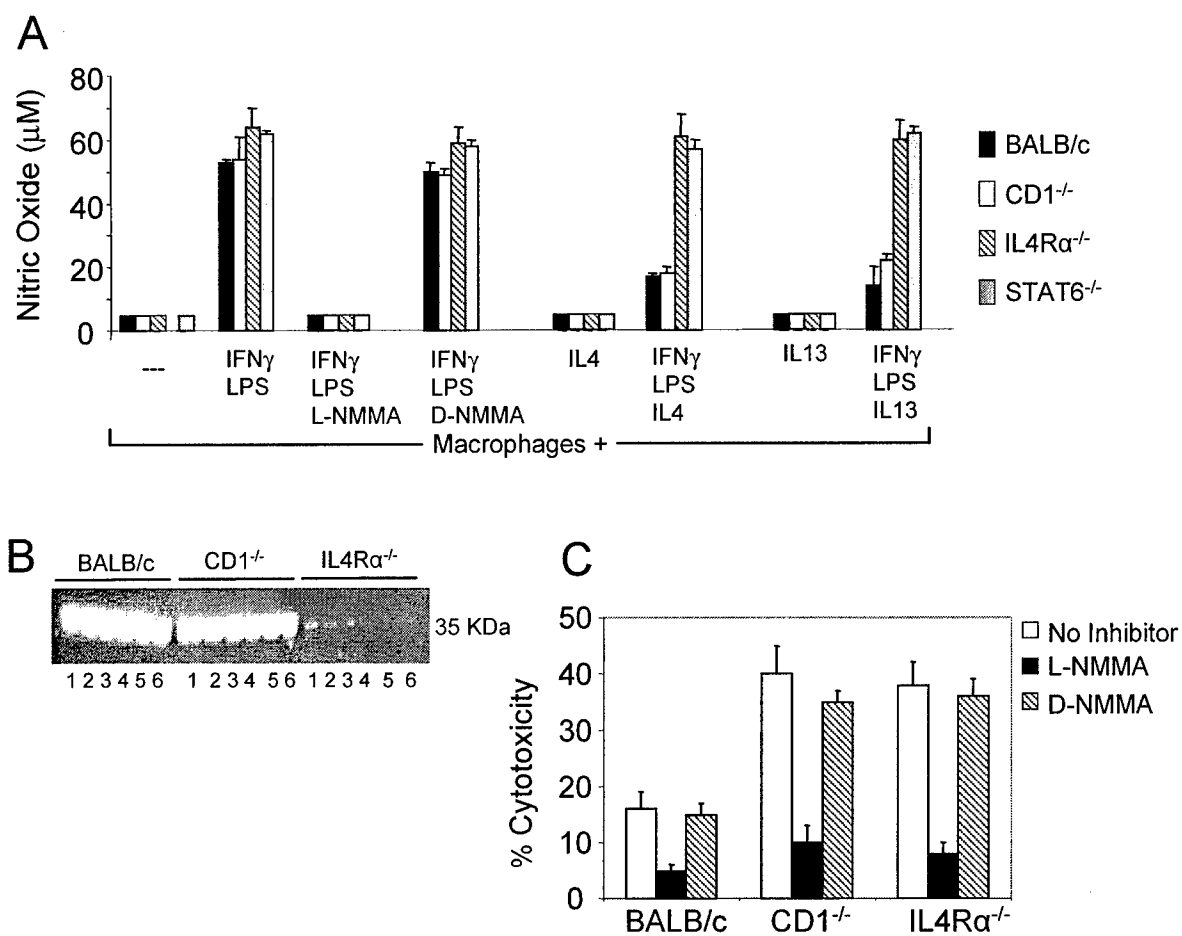 A
80
60
40
20
0
Nitric Oxide (μM)
BALB/c
CD1-/-
IL4Rα-/-
STAT6-/-
--- IFNγ IFNγ IFNγ IL4 IFNγ IL13 IFNγ
LPS LPS LPS LPS LPS
L-NMMA D-NMMA IL4 IL13
Macrophages +
B
BALB/c CD1-/- IL4Rα-/-
35 KDa
1 2 3 4 5 6 1 2 3 4 5 6 1 2 3 4 5 6
C
50
40
30
20
10
0
% Cytotoxicity
No Inhibitor
L-NMMA
D-NMMA
BALB/c CD1-/- IL4Rα-/-